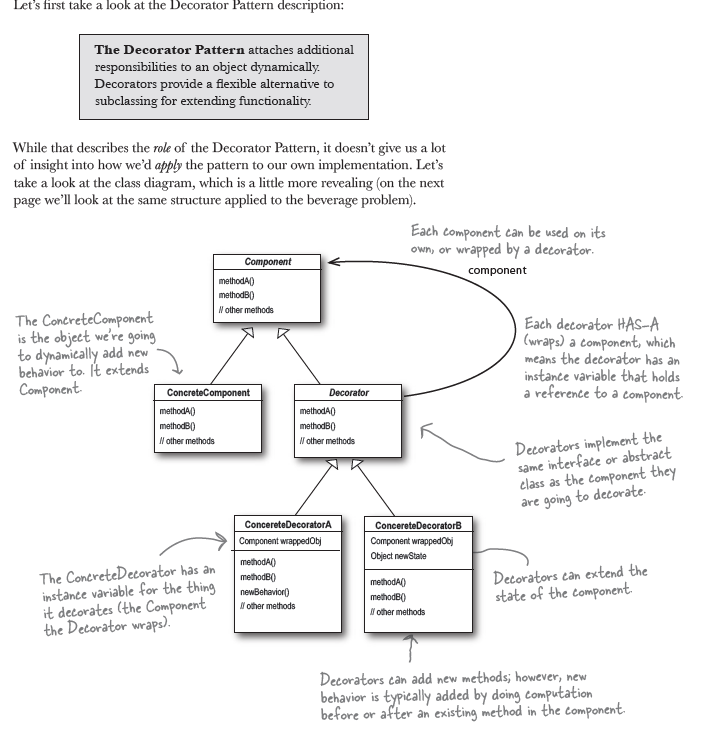 Let's first take a look at the Decorator Pattern description:
The Decorator Pattern attaches additional
responsibilities to an object dynamically.
Decorators provide a flexible alternative to
subclassing for extending functionality.
While that describes the role of the Decorator Pattern, it doesn't give us a lot
of insight into how we'd apply the pattern to our own implementation. Let's
take a look at the class diagram, which is a little more revealing (on the next
page we'll look at the same structure applied to the beverage problem).
Each component can be used on its
own, or wrapped by a decorator.
component
Component
methodA()
methodB()
// other methods
The ConcreteComponent
is the object we're going
to dynamically add new
behavior to. It extends
Component.
Each decorator HAS-A
(wraps) a component, which
means the decorator has an
instance variable that holds
a reference to a component.
ConcreteComponent
methodA()
methodB()
// other methods
Decorator
methodA()
methodB()
// other methods
Decorators implement the
same interface or abstract
class as the component they
are going to decorate.
ConcereteDecoratorA
Component wrappedObj
methodA()
methodB()
newBehavior()
// other methods
ConcereteDecoratorB
Component wrappedObj
Object newState
methodA()
methodB()
// other methods
The ConcreteDecorator has an
instance variable for the thing
it decorates (the Component
the Decorator wraps).
Decorators can extend the
state of the component.
Decorators can add new methods; however, new
behavior is typically added by doing computation
before or after an existing method in the component.